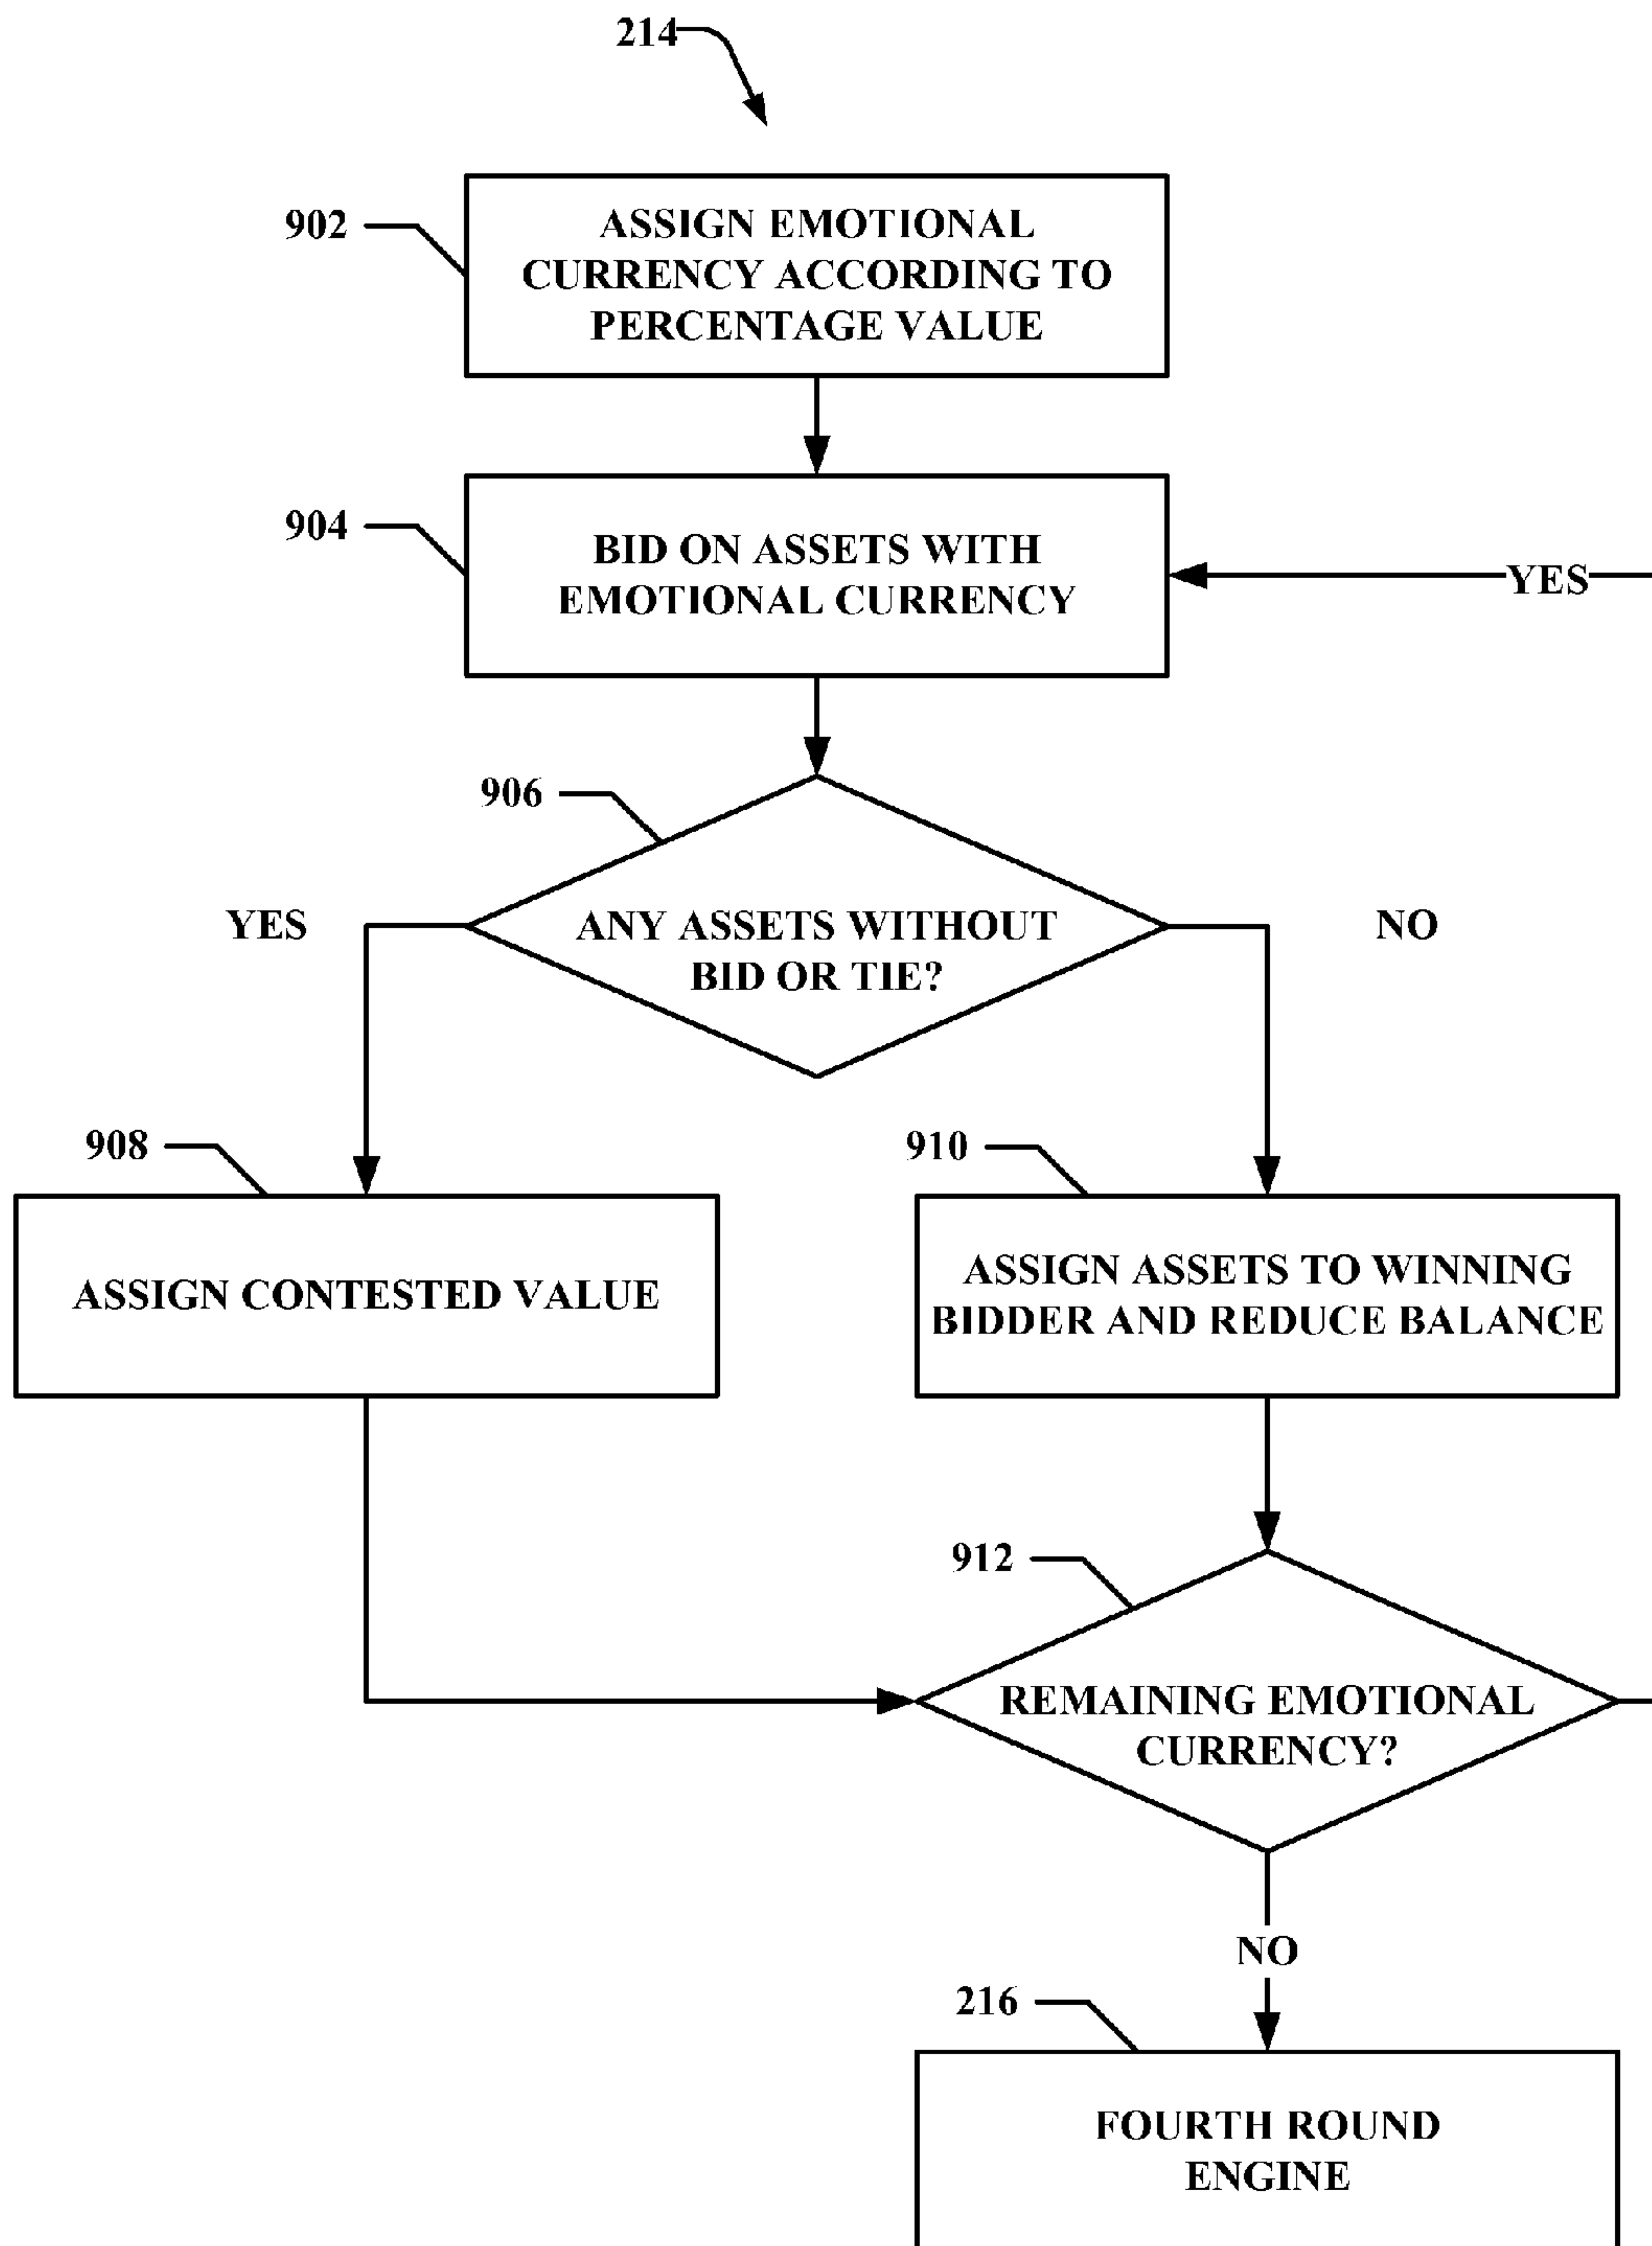 214
902
ASSIGN EMOTIONAL
CURRENCY ACCORDING TO
PERCENTAGE VALUE
904
BID ON ASSETS WITH
EMOTIONAL CURRENCY
YES
906
YES
ANY ASSETS WITHOUT
BID OR TIE?
NO
908
ASSIGN CONTESTED VALUE
910
ASSIGN ASSETS TO WINNING
BIDDER AND REDUCE BALANCE
912
REMAINING EMOTIONAL
CURRENCY?
NO
216
FOURTH ROUND
ENGINE